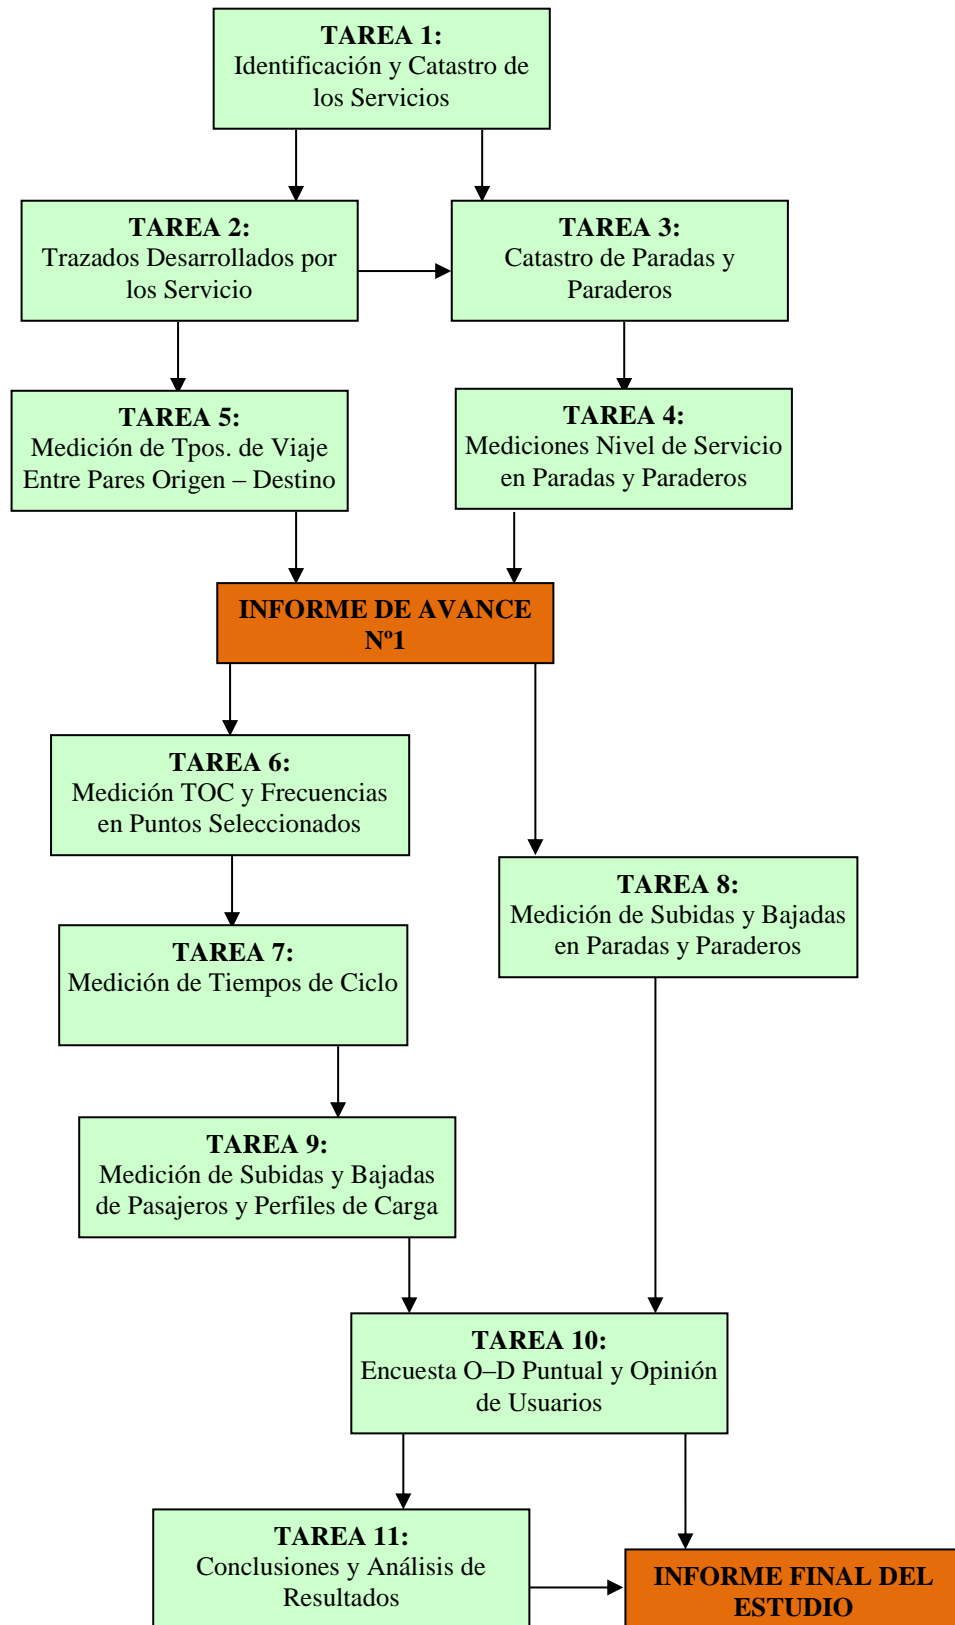 TAREA 1:
Identificación y Catastro de
los Servicios
TAREA 2:
Trazados Desarrollados por
los Servicio
TAREA 3:
Catastro de Paradas y
Paraderos
TAREA 5:
Medición de Tpos. de Viaje
Entre Pares Origen – Destino
TAREA 4:
Mediciones Nivel de Servicio
en Paradas y Paraderos
INFORME DE AVANCE
Nº1
TAREA 6:
Medición TOC y Frecuencias
en Puntos Seleccionados
TAREA 8:
Medición de Subidas y Bajadas
en Paradas y Paraderos
TAREA 7:
Medición de Tiempos de Ciclo
TAREA 9:
Medición de Subidas y Bajadas
de Pasajeros y Perfiles de Carga
TAREA 10:
Encuesta O–D Puntual y Opinión
de Usuarios
TAREA 11:
Conclusiones y Análisis de
Resultados
INFORME FINAL DEL
ESTUDIO